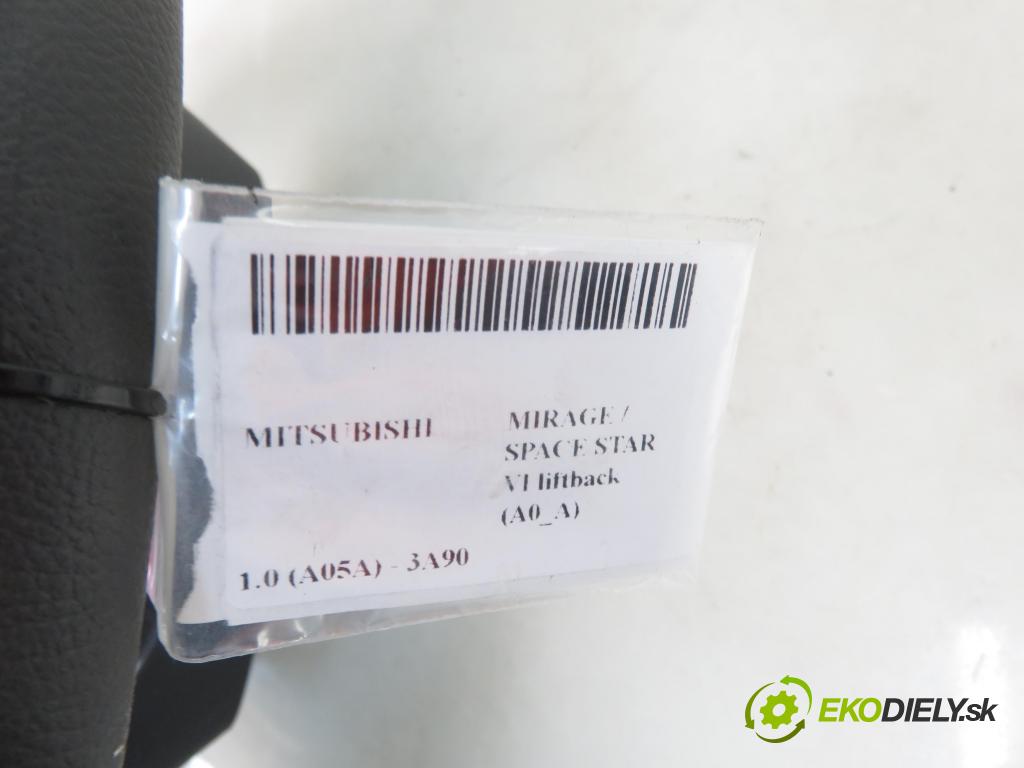 MITSUBISHI
MIRAGE /
SPACE STAR
VI liftback
(A0_A)
1.0 (A05A) - 3A90
EKODIELY.sk